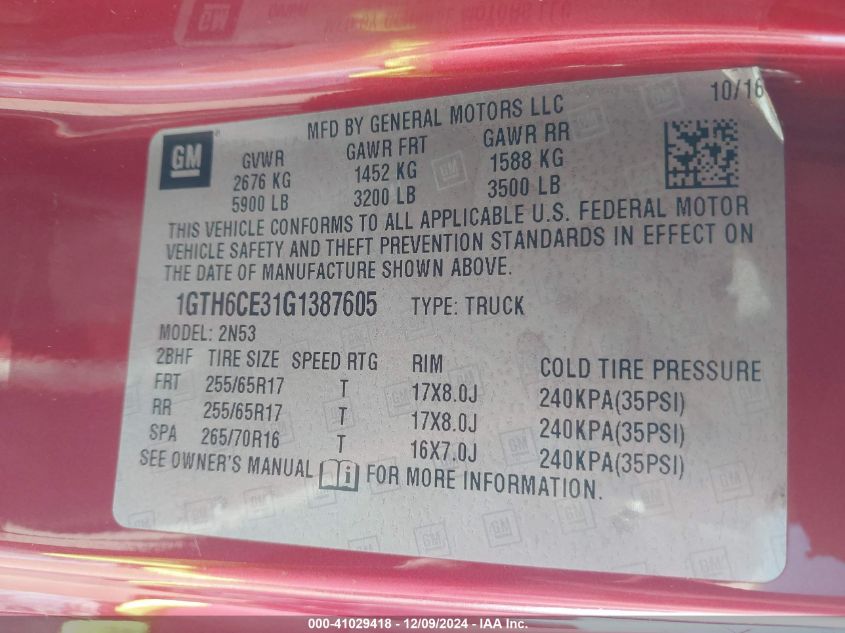 10/16
MFD BY GENERAL MOTORS LLC
GM
GVWR GAWR FRT GAWR RR
2676 KG 1452 KG 1588 KG
5900 LB 3200 LB 3500 LB
THIS VEHICLE CONFORMS TO ALL APPLICABLE U.S. FEDERAL MOTOR
VEHICLE SAFETY AND THEFT PREVENTION STANDARDS IN EFFECT ON
THE DATE OF MANUFACTURE SHOWN ABOVE.
1GTH6CE31G1387605 TYPE: TRUCK
MODEL: 2N53
2BHF TIRE SIZE SPEED RTG RIM COLD TIRE PRESSURE
FRT 255/65R17 T 17X8.0J 240KPA(35PSI)
RR 255/65R17 T 17X8.0J 240KPA(35PSI)
SPA 265/70R16 T 16X7.0J 240KPA(35PSI)
SEE OWNER'S MANUAL i FOR MORE INFORMATION.
000-41029418 - 12/09/2024 - IAA Inc.